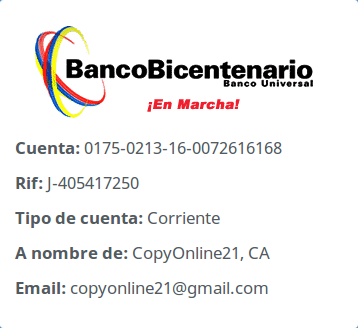 BancoBicentenario
Banco Universal
¡En Marcha!
Cuenta: 0175-0213-16-0072616168
Rif: J-405417250
Tipo de cuenta: Corriente
A nombre de: CopyOnline21, CA
Email: copyonline21@gmail.com